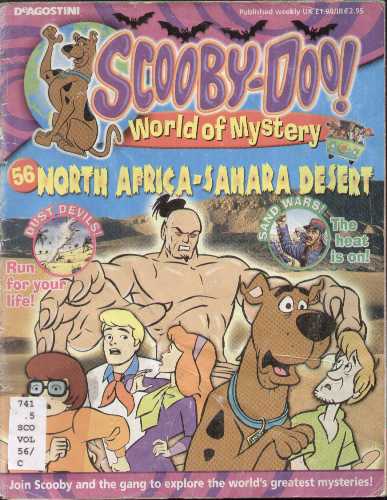 DeAGOSTINI
Published weekly UK £1·99/IR €2.95
SCOOBY-DOO!
World of Mystery
56 NORTH AFRICA-SAHARA DESERT
DUST DEVILS!
Run
for your
life!
SAND WARS!
The
heat
is on!
741
.5
SCO
VOL
56/
C
Join Scooby and the gang to explore the world's greatest mysteries!